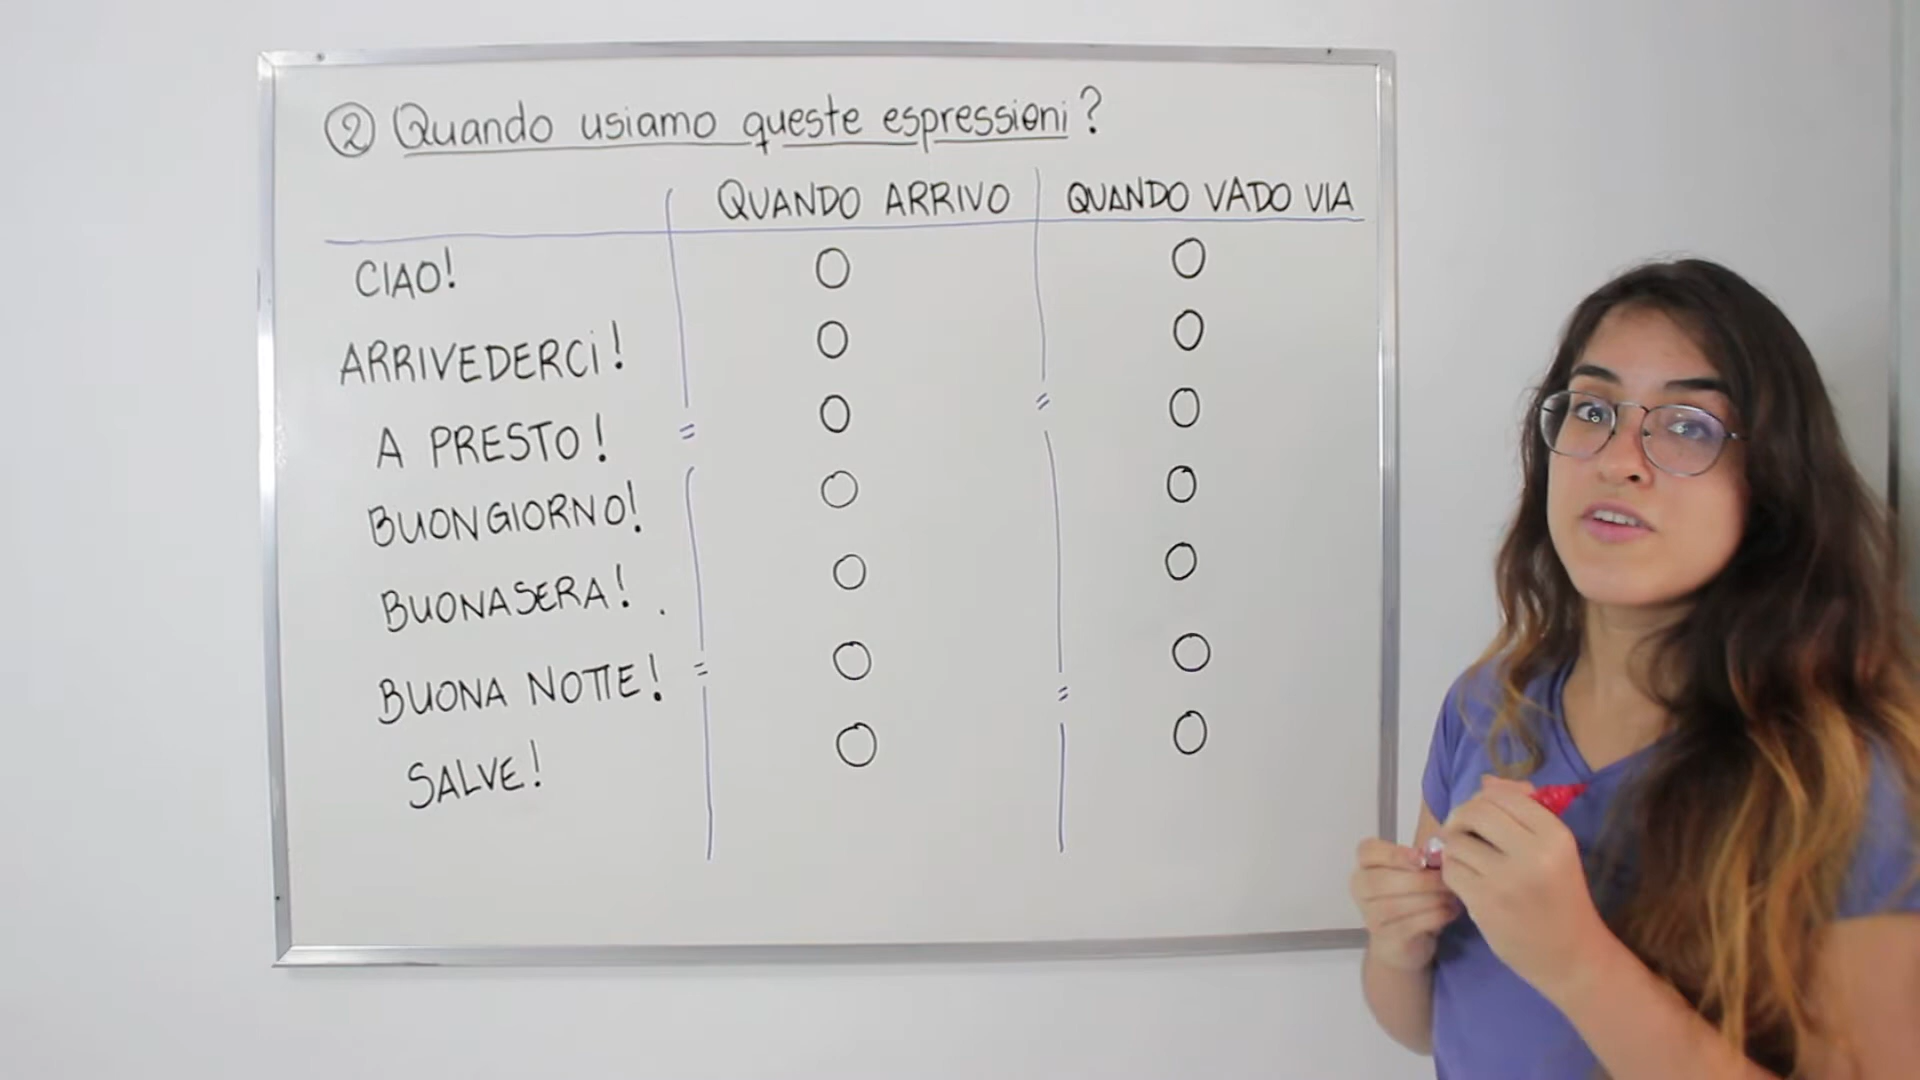 ② Quando usiamo queste espressioni?
QUANDO ARRIVO QUANDO VADO VIA
CIAO!
ARRIVEDERCi!
A PRESTO!
BUONGIORNO!
BUONASERA!
BUONA NOTTE!
SALVE!